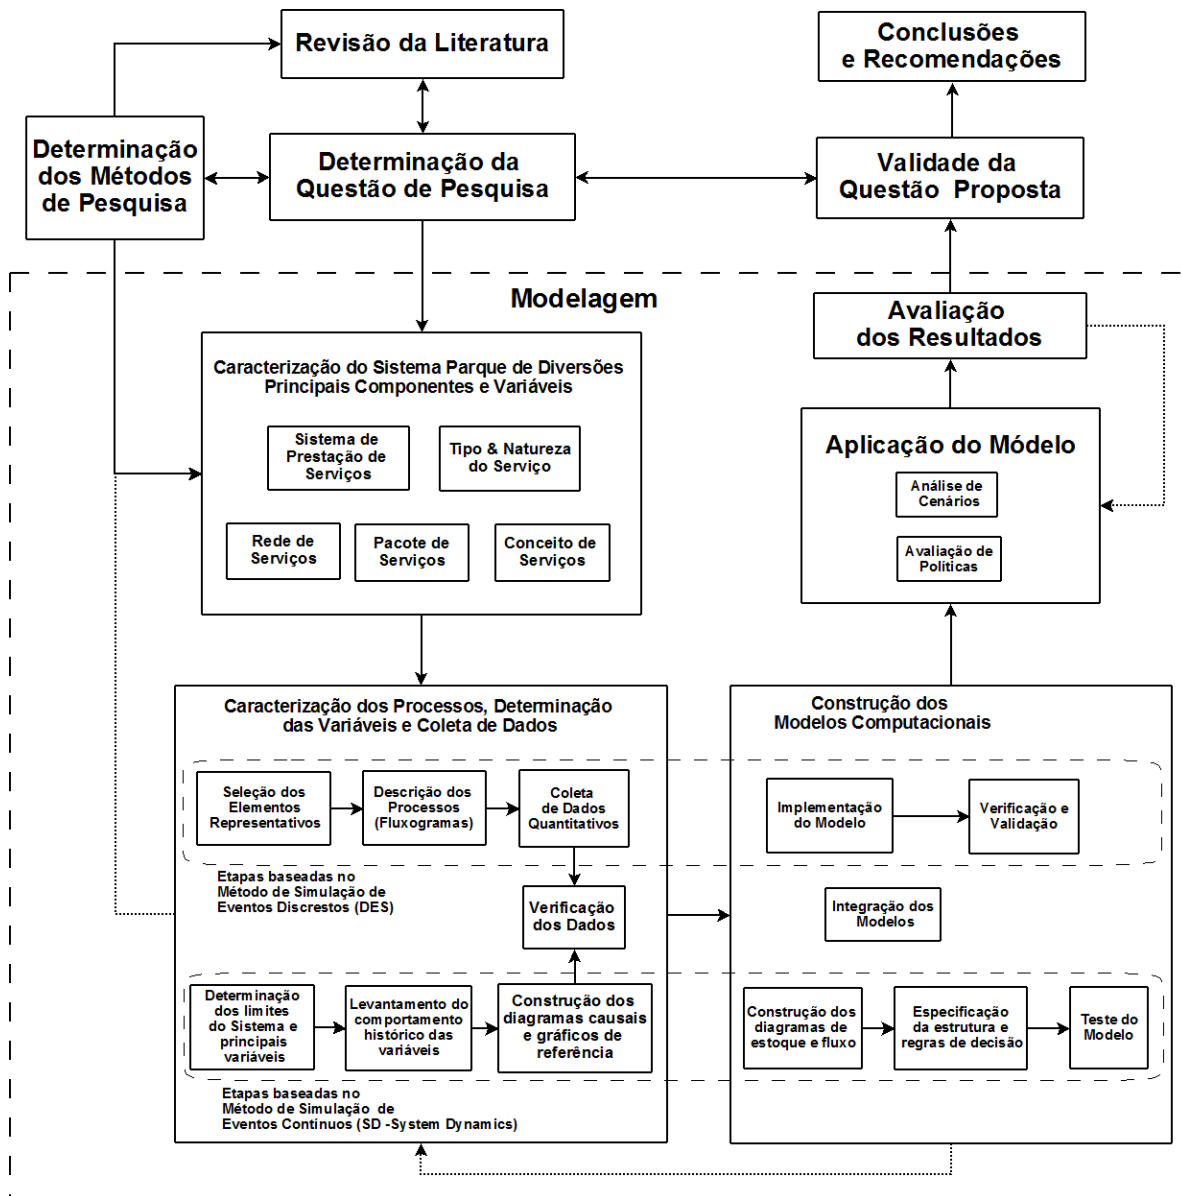 Revisão da Literatura
Conclusões
e Recomendações
Determinação
dos Métodos
de Pesquisa
Determinação da
Questão de Pesquisa
Validade da
Questão Proposta
Modelagem
Avaliação
dos Resultados
Caracterização do Sistema Parque de Diversões
Principais Componentes e Variáveis
Sistema de
Prestação de
Serviços
Tipo & Natureza
do Serviço
Rede de
Serviços
Pacote de
Serviços
Conceito de
Serviços
Aplicação do Módelo
Análise de
Cenários
Avaliação de
Políticas
Caracterização dos Processos, Determinação
das Variáveis e Coleta de Dados
Seleção dos
Elementos
Representativos
Descrição dos
Processos
(Fluxogramas)
Coleta
de Dados
Quantitativos
Etapas baseadas no
Método de Simulação de
Eventos Discrestos (DES)
Verificação
dos Dados
Determinação
dos limites
do Sistema e
principais
variáveis
Levantamento do
comportamento
histórico das
variáveis
Construção dos
diagramas causais
e gráficos de
referência
Etapas baseadas no
Método de Simulação de
Eventos Contínuos (SD -System Dynamics)
Construção dos
Modelos Computacionais
Implementação
do Modelo
Verificação e
Validação
Integração dos
Modelos
Construção dos
diagramas de
estoque e fluxo
Especificação
da estrutura e
regras de decisão
Teste do
Modelo